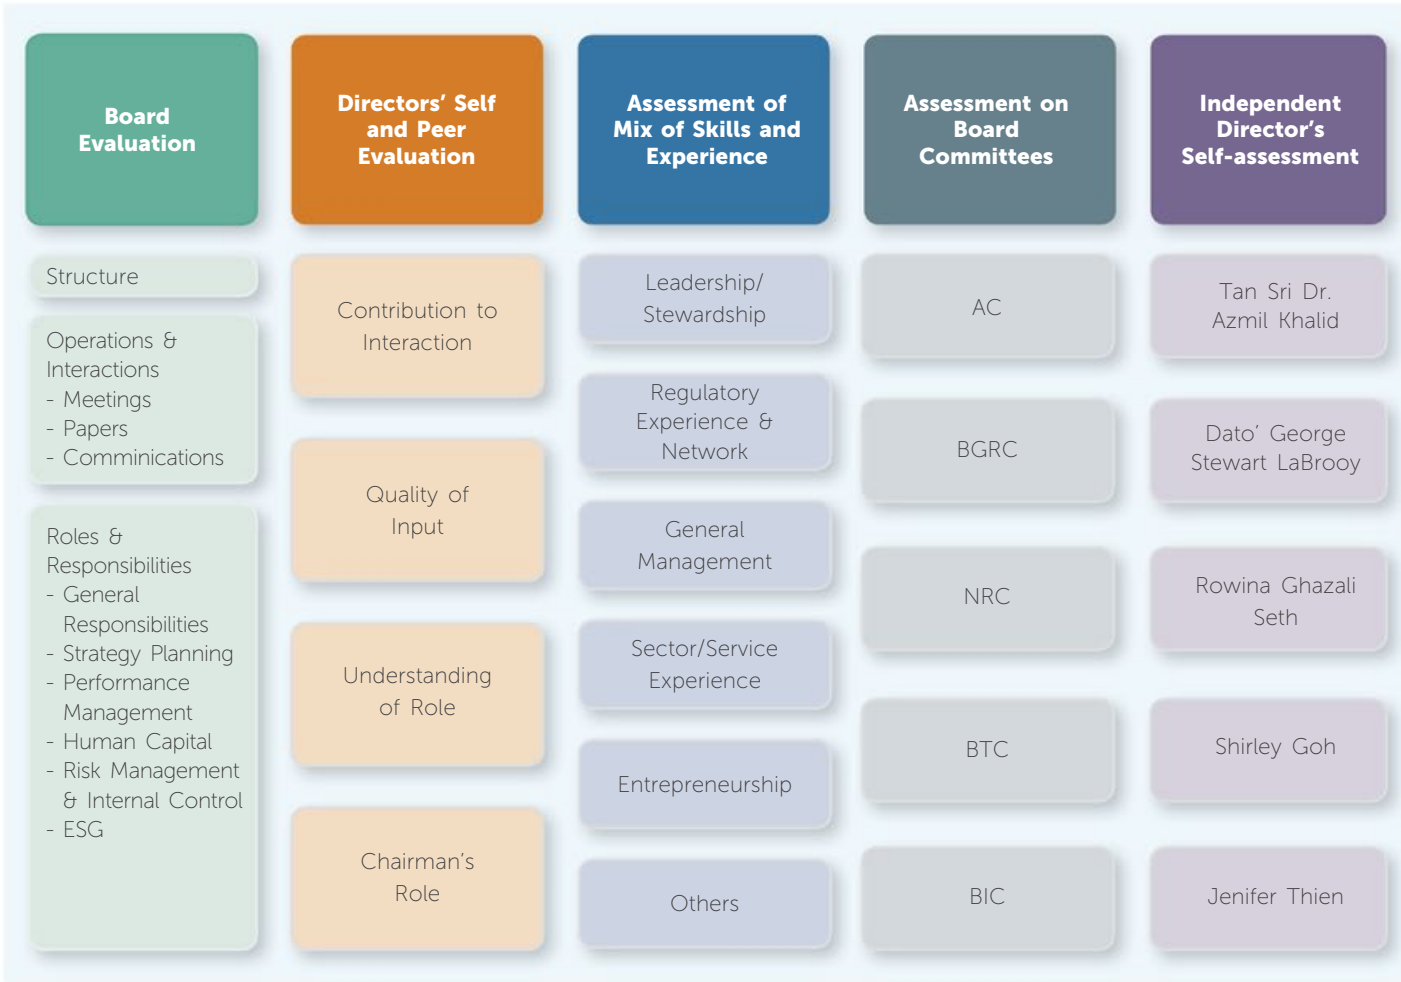 Board
Evaluation
Structure
Operations &
Interactions
- Meetings
- Papers
- Comminications
Roles &
Responsibilities
- General
Responsibilities
- Strategy Planning
- Performance
Management
- Human Capital
- Risk Management
& Internal Control
- ESG
Directors’ Self
and Peer
Evaluation
Contribution to
Interaction
Quality of
Input
Understanding
of Role
Chairman’s
Role
Assessment of
Mix of Skills and
Experience
Leadership/
Stewardship
Regulatory
Experience &
Network
General
Management
Sector/Service
Experience
Entrepreneurship
Others
Assessment on
Board
Committees
AC
BGRC
NRC
BTC
BIC
Independent
Director’s
Self-assessment
Tan Sri Dr.
Azmil Khalid
Dato’ George
Stewart LaBrooy
Rowina Ghazali
Seth
Shirley Goh
Jenifer Thien